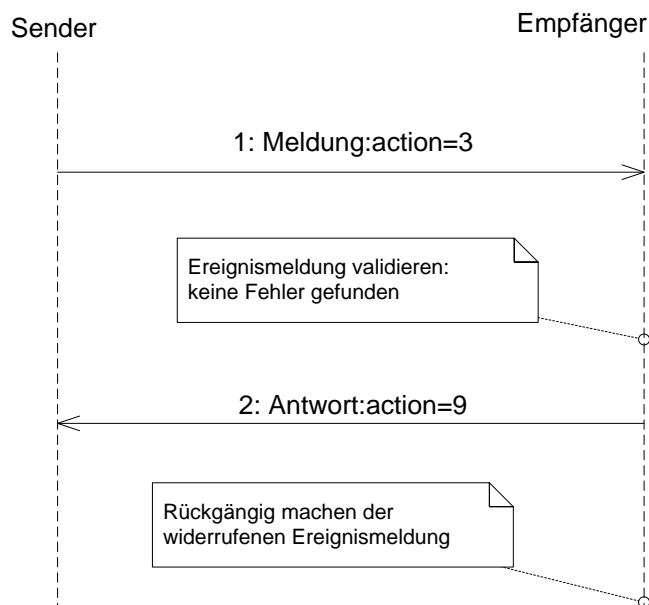 Sender
Empfänger
1: Meldung:action=3
Ereignismeldung validieren:
keine Fehler gefunden
2: Antwort:action=9
Rückgängig machen der
widerrufenen Ereignismeldung